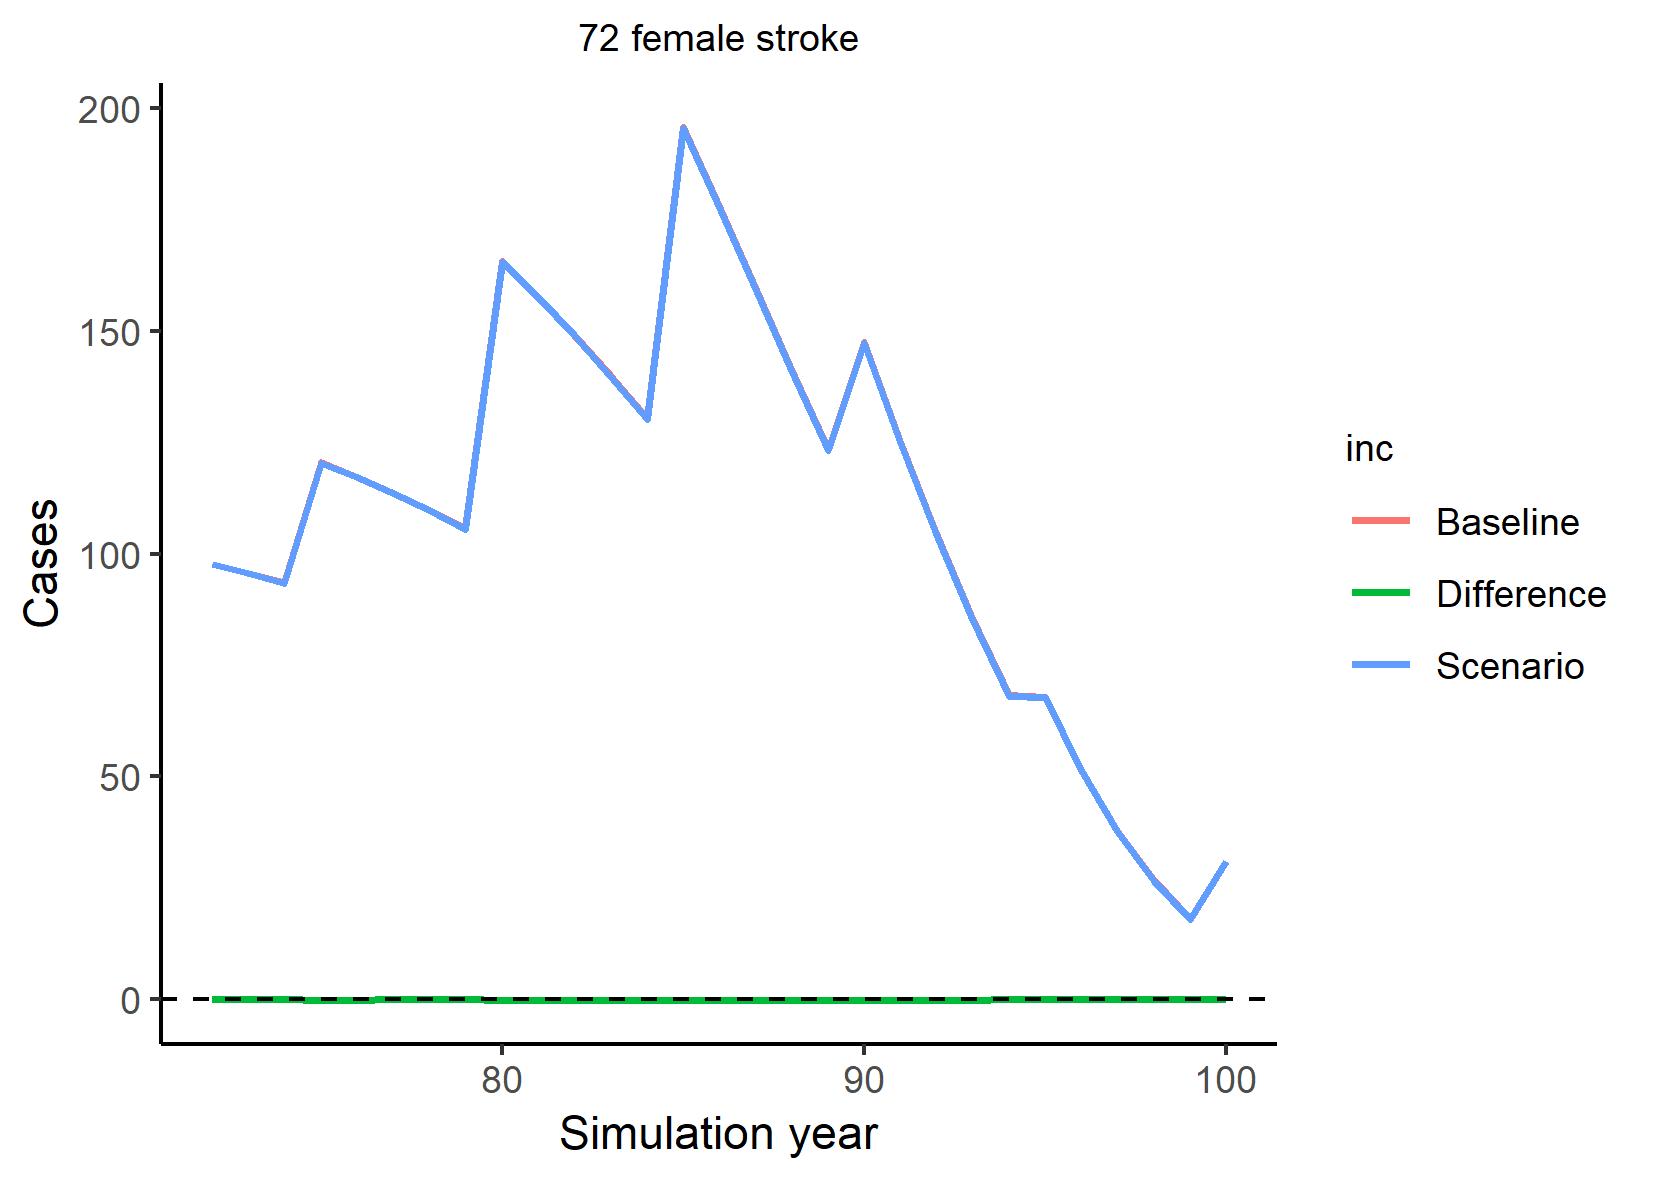 72 female stroke
200
150
100
50
0
Cases
80
90
100
Simulation year
inc
Baseline
Difference
Scenario